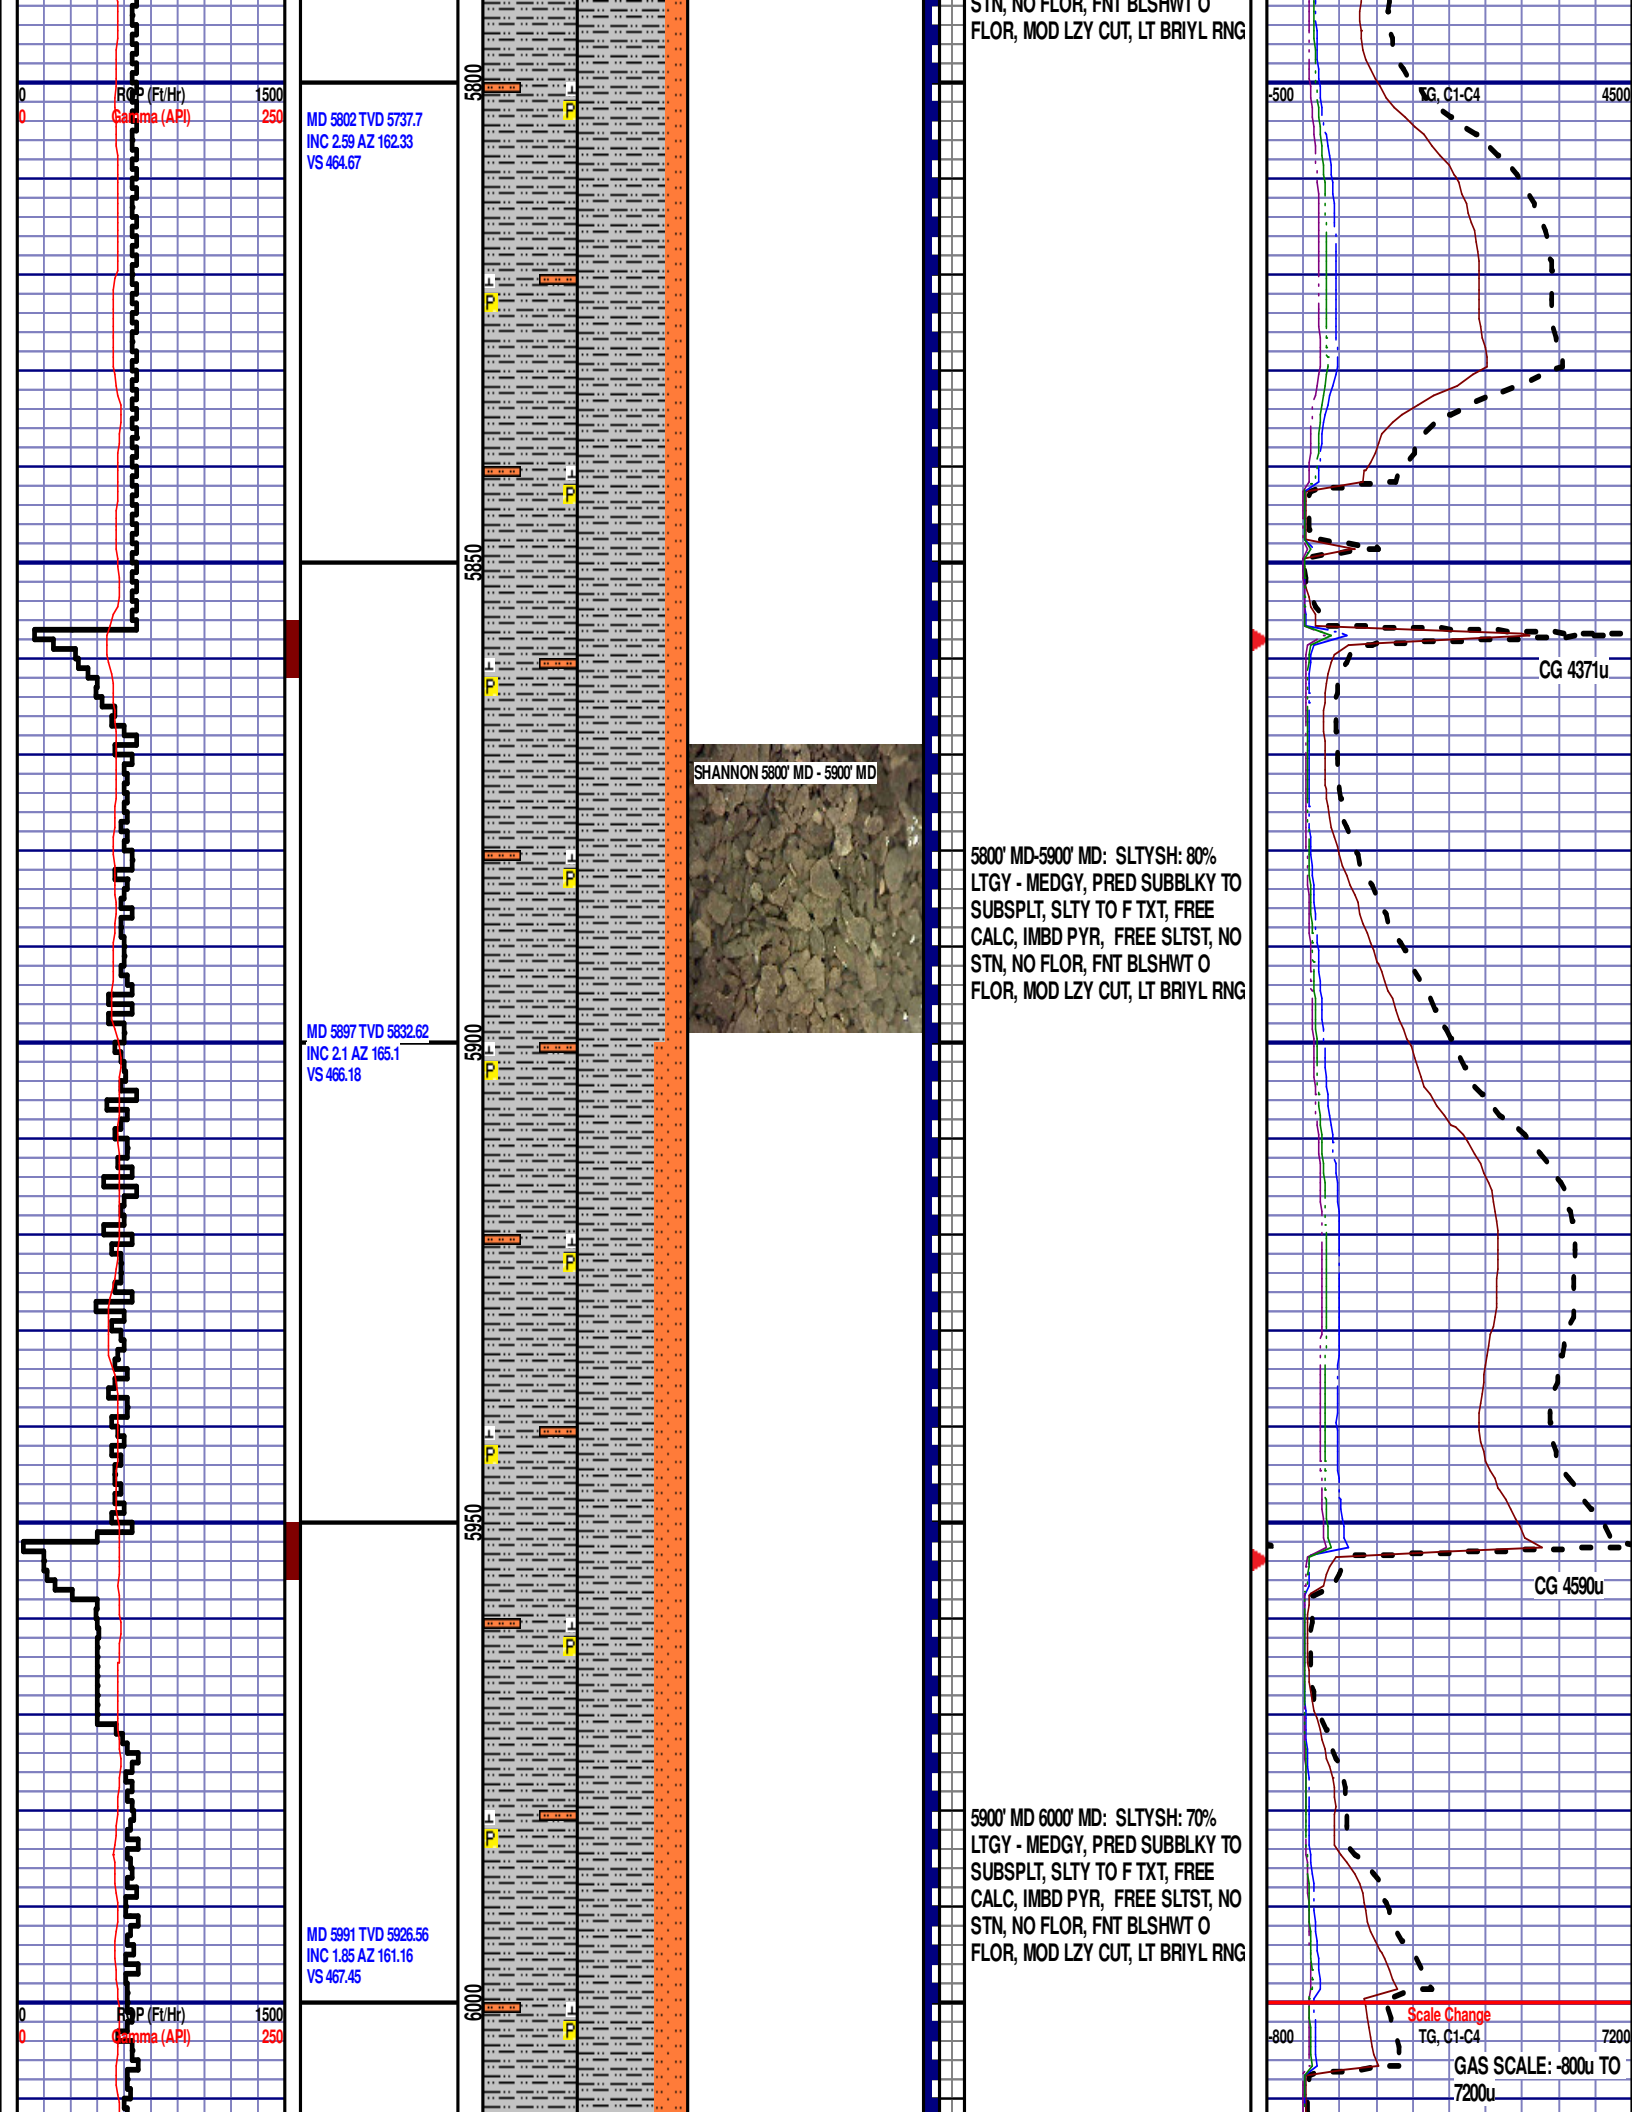 STN, NO FLOR, FNT BLSHWT O
FLOR, MOD LZY CUT, LT BRIYL RNG
5800
0 ROP (Ft/Hr) 1500
0 Gamma (API) 250
-500 TG, C1-C4 4500
MD 5802 TVD 5737.7
INC 2.59 AZ 162.33
VS 464.67
P
P
P
5850
CG 4371u
P
SHANNON 5800' MD - 5900' MD
5800' MD-5900' MD: SLTYSH: 80%
LTGY - MEDGY, PRED SUBBLKY TO
SUBSPLT, SLTY TO F TXT, FREE
CALC, IMBD PYR, FREE SLTST, NO
STN, NO FLOR, FNT BLSHWT O
FLOR, MOD LZY CUT, LT BRIYL RNG
P
MD 5897 TVD 5832.62
INC 2.1 AZ 165.1
VS 466.18
5900
P
P
P
5950
CG 4590u
P
5900' MD 6000' MD: SLTYSH: 70%
LTGY - MEDGY, PRED SUBBLKY TO
SUBSPLT, SLTY TO F TXT, FREE
CALC, IMBD PYR, FREE SLTST, NO
STN, NO FLOR, FNT BLSHWT O
FLOR, MOD LZY CUT, LT BRIYL RNG
P
MD 5991 TVD 5926.56
INC 1.85 AZ 161.16
VS 467.45
6000
0 ROP (Ft/Hr) 1500
0 Gamma (API) 250
P
Scale Change
-800 TG, C1-C4 7200
GAS SCALE: -800u TO
7200u